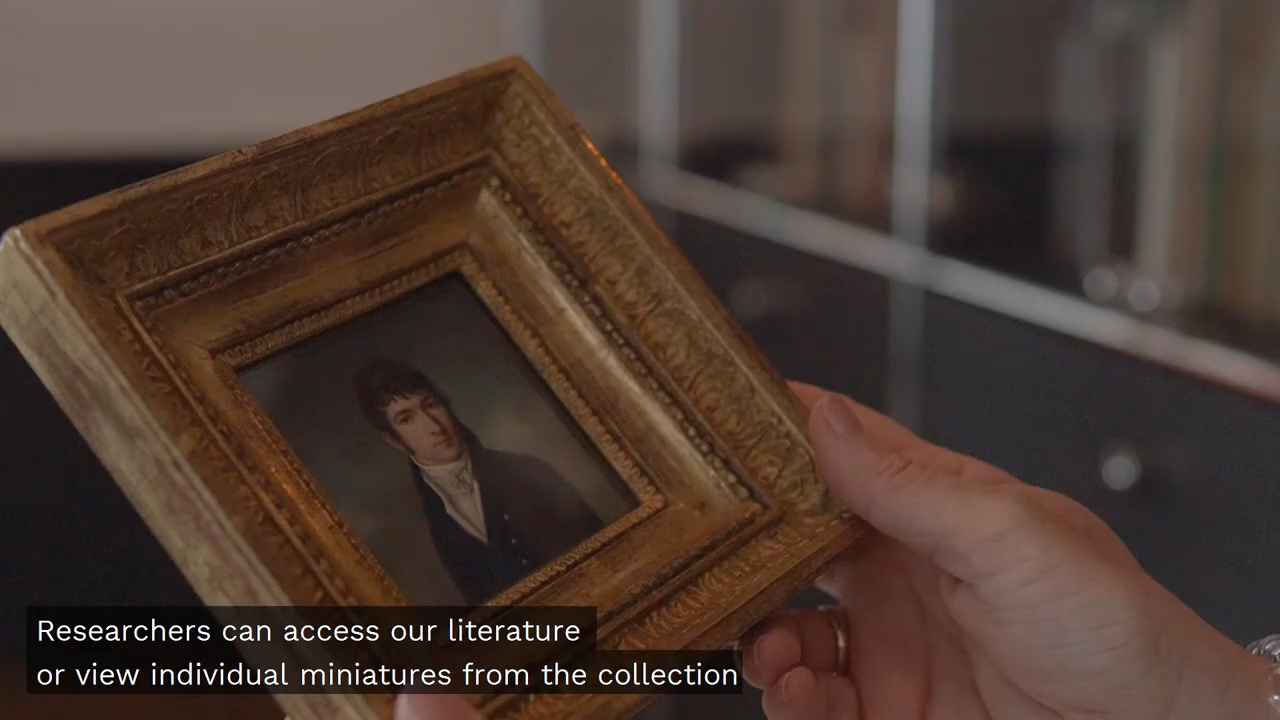 Researchers can access our literature
or view individual miniatures from the collection